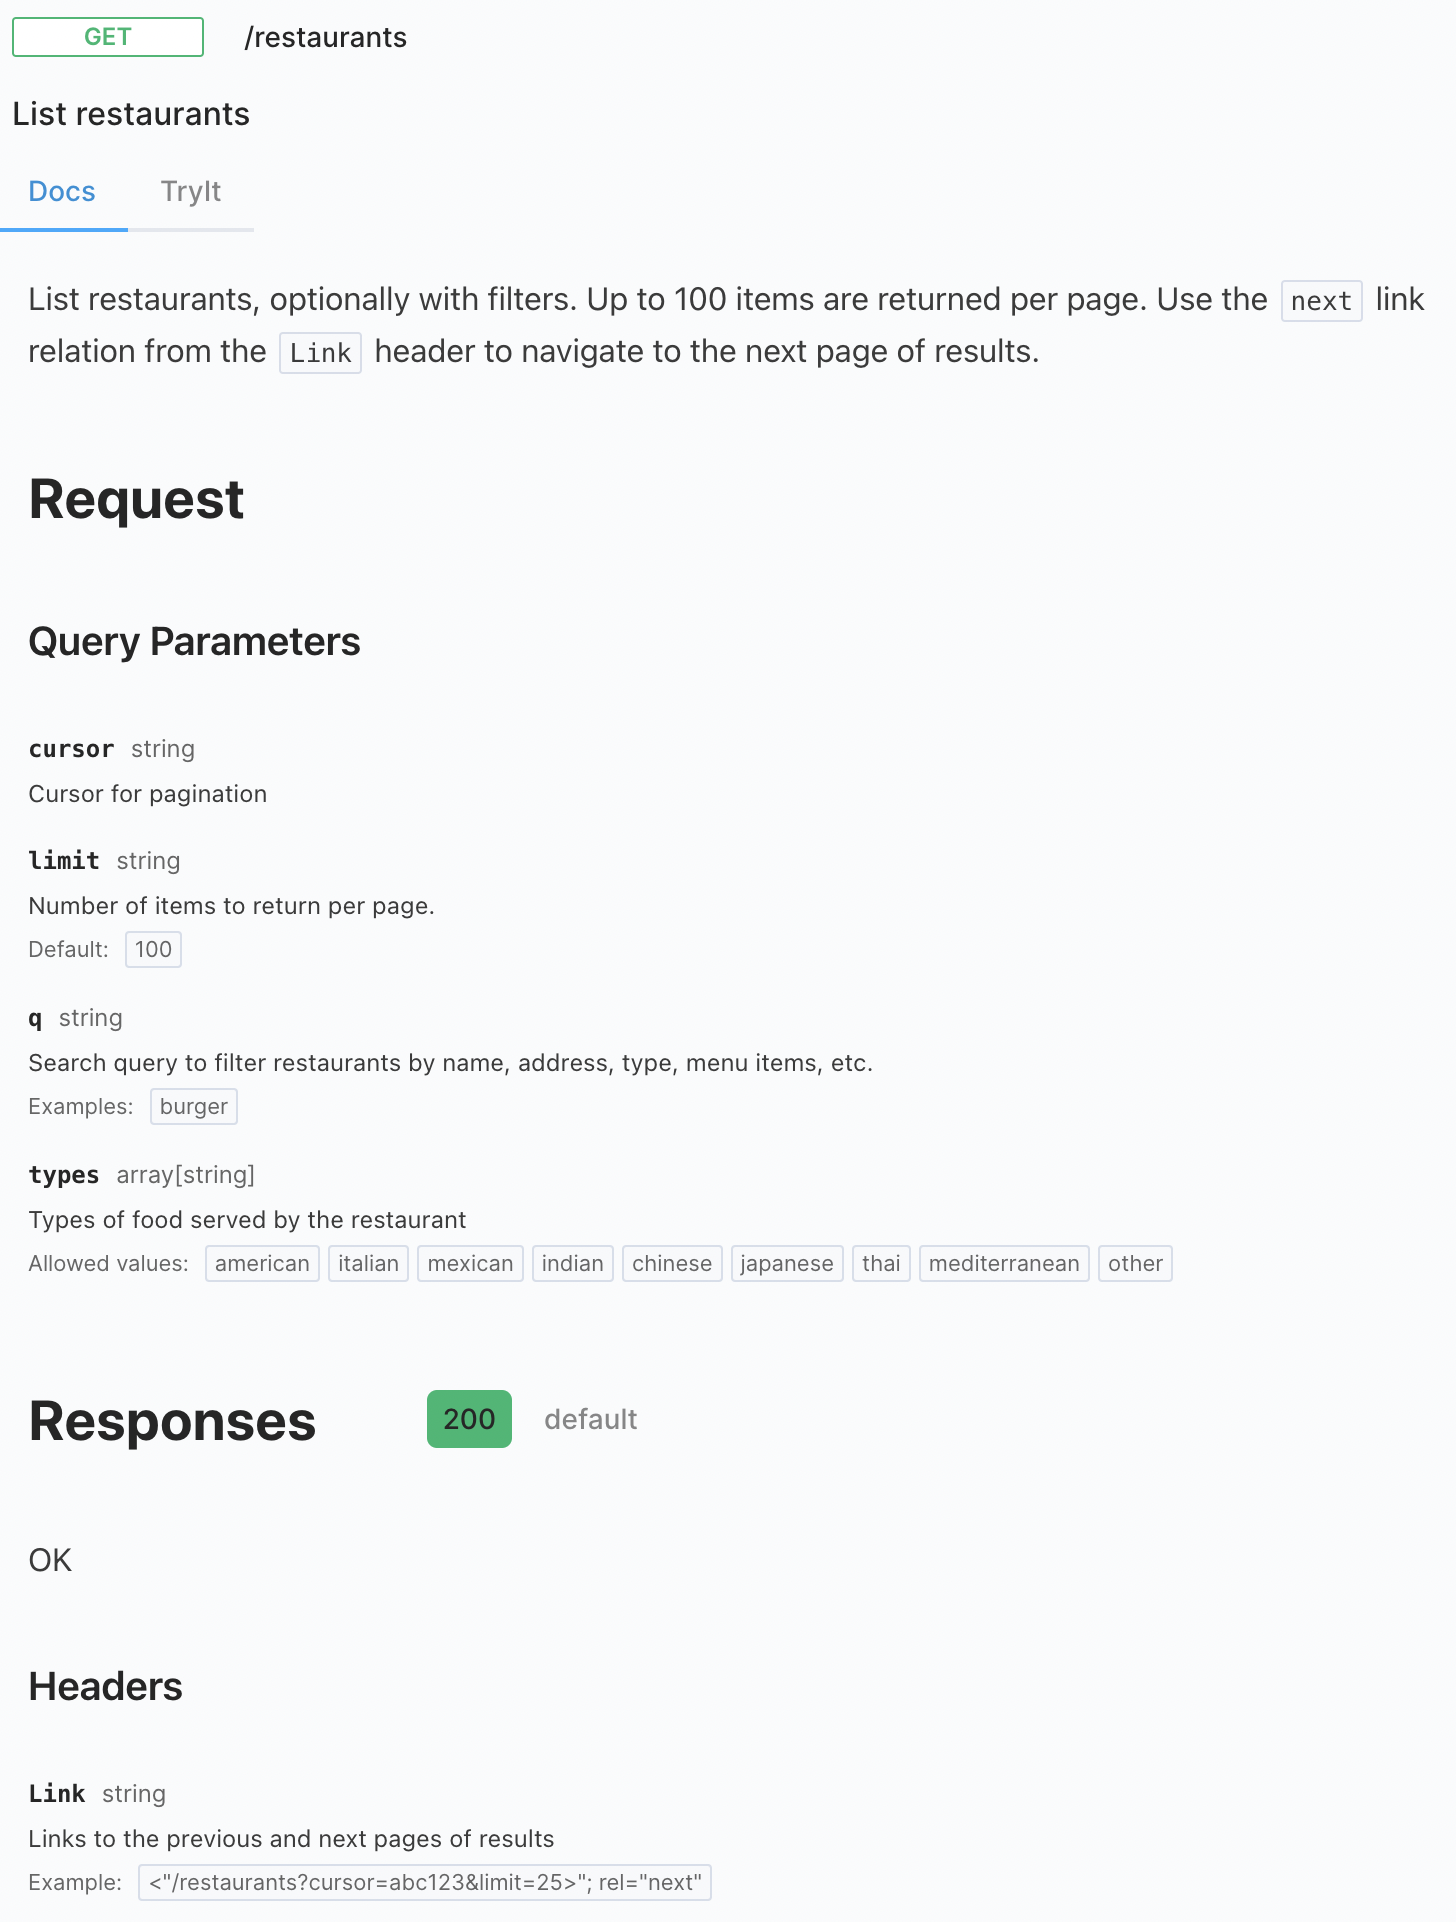 GET /restaurants
List restaurants
Docs TryIt
List restaurants, optionally with filters. Up to 100 items are returned per page. Use the next link
relation from the Link header to navigate to the next page of results.
Request
Query Parameters
cursor string
Cursor for pagination
limit string
Number of items to return per page.
Default: 100
q string
Search query to filter restaurants by name, address, type, menu items, etc.
Examples: burger
types array[string]
Types of food served by the restaurant
Allowed values: american italian mexican indian chinese japanese thai mediterranean other
Responses 200 default
OK
Headers
Link string
Links to the previous and next pages of results
Example: <"/restaurants?cursor=abc123&limit=25>"; rel="next"